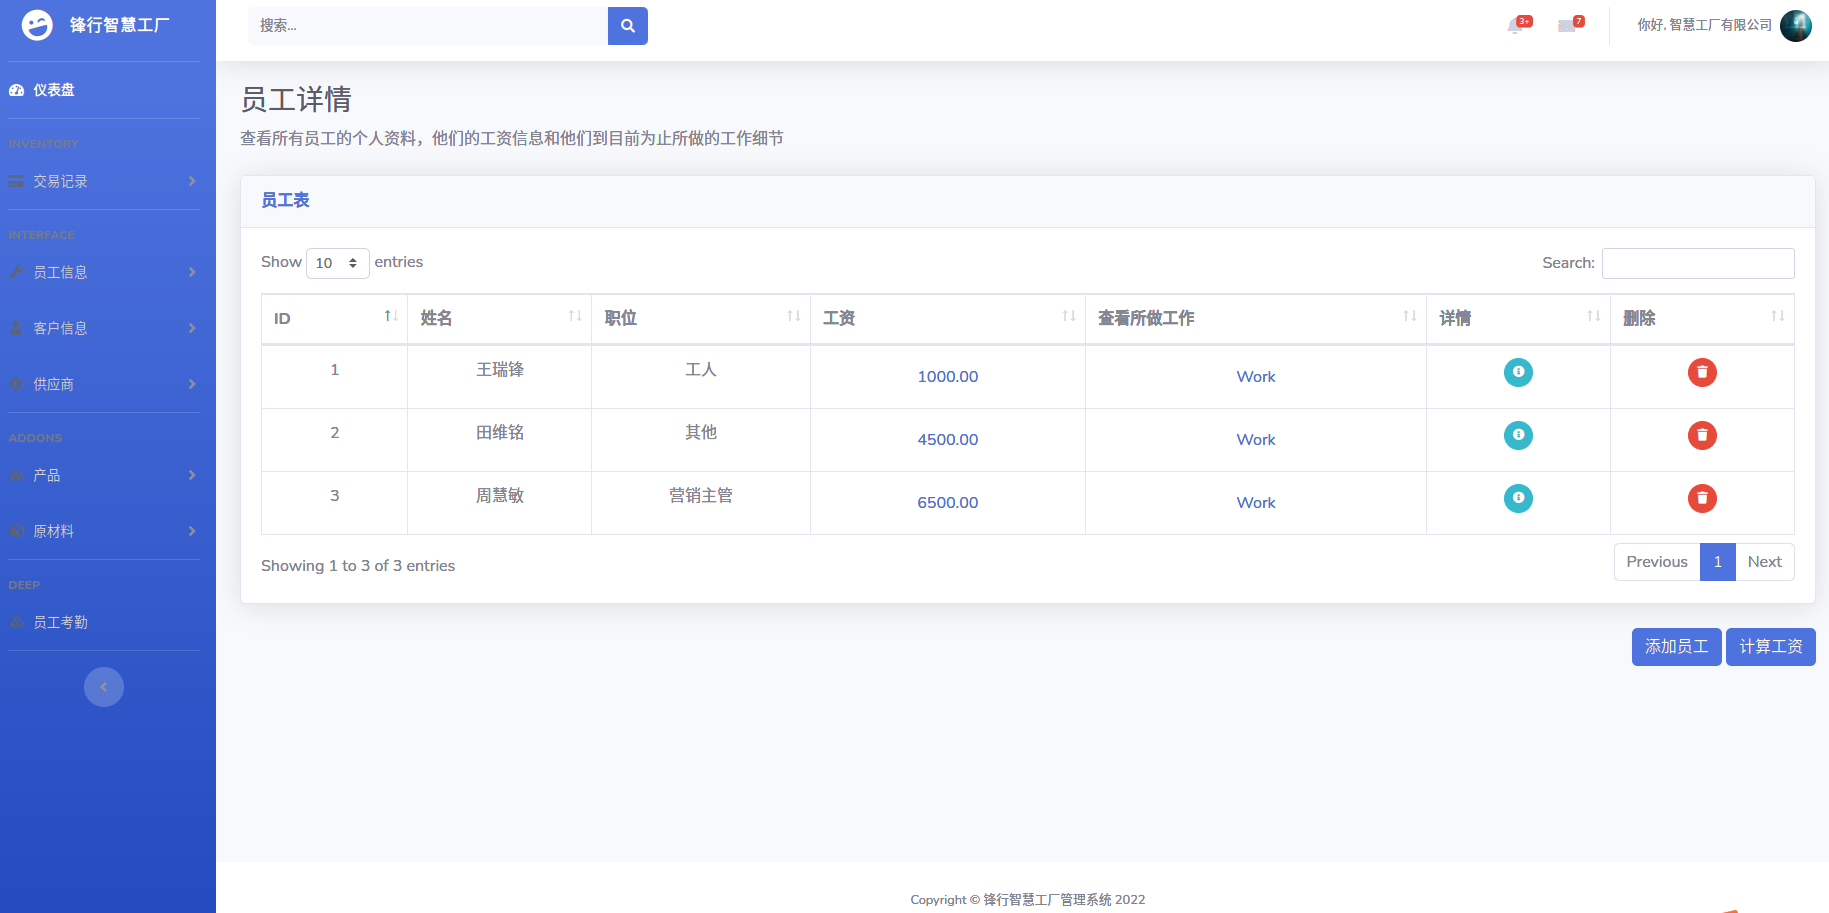 锋行智慧工厂
搜索...
3+
7
你好, 智慧工厂有限公司
仪表盘
INVENTORY
交易记录
INTERFACE
员工信息
客户信息
供应商
ADDONS
产品
原材料
DEEP
员工考勤
员工详情
查看所有员工的个人资料，他们的工资信息和他们到目前为止所做的工作细节
员工表
Show 10 entries
Search:
ID 姓名 职位 工资 查看所做工作 详情 删除
1 王瑞锋 工人 1000.00 Work
2 田维铭 其他 4500.00 Work
3 周慧敏 营销主管 6500.00 Work
Showing 1 to 3 of 3 entries
Previous 1 Next
添加员工 计算工资
Copyright © 锋行智慧工厂管理系统 2022